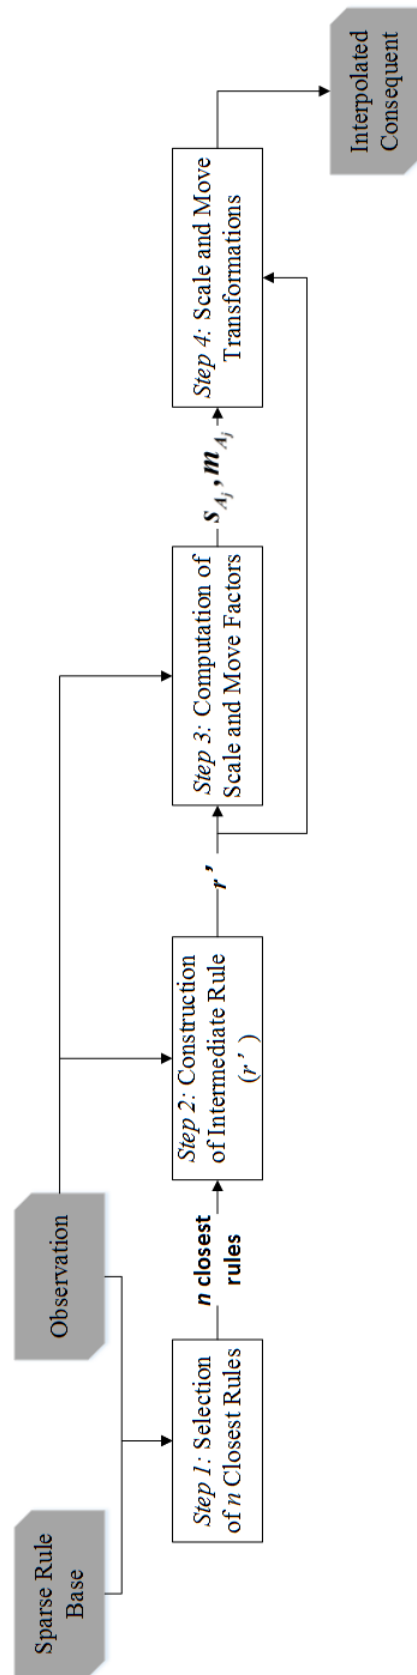 Sparse Rule
Base
Observation
Step 1: Selection
of n Closest Rules
n closest
rules
Step 2: Construction
of Intermediate Rule
(r’)
r’
Step 3: Computation of
Scale and Move Factors
s_{A_j}, m_{A_j}
Step 4: Scale and Move
Transformations
Interpolated
Consequent